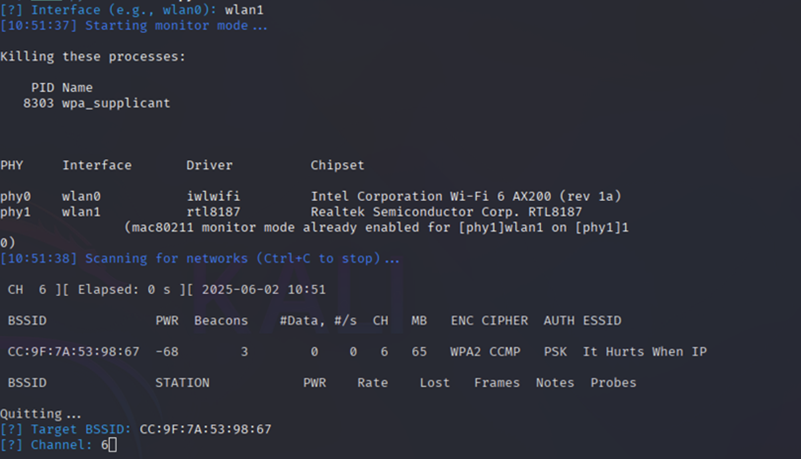 [?] Interface (e.g., wlan0): wlan1
[10:51:37] Starting monitor mode...
Killing these processes:
PID Name
8303 wpa_supplicant
PHY Interface Driver Chipset
phy0 wlan0 iwlwifi Intel Corporation Wi-Fi 6 AX200 (rev 1a)
phy1 wlan1 rtl8187 Realtek Semiconductor Corp. RTL8187
(mac80211 monitor mode already enabled for [phy1]wlan1 on [phy1]1
0)
[10:51:38] Scanning for networks (Ctrl+C to stop)...
CH 6 ][ Elapsed: 0 s ][ 2025-06-02 10:51
BSSID PWR Beacons #Data, #/s CH MB ENC CIPHER AUTH ESSID
CC:9F:7A:53:98:67 -68 3 0 0 6 65 WPA2 CCMP PSK It Hurts When IP
BSSID STATION PWR Rate Lost Frames Notes Probes
Quitting...
[?] Target BSSID: CC:9F:7A:53:98:67
[?] Channel: 6
KALI